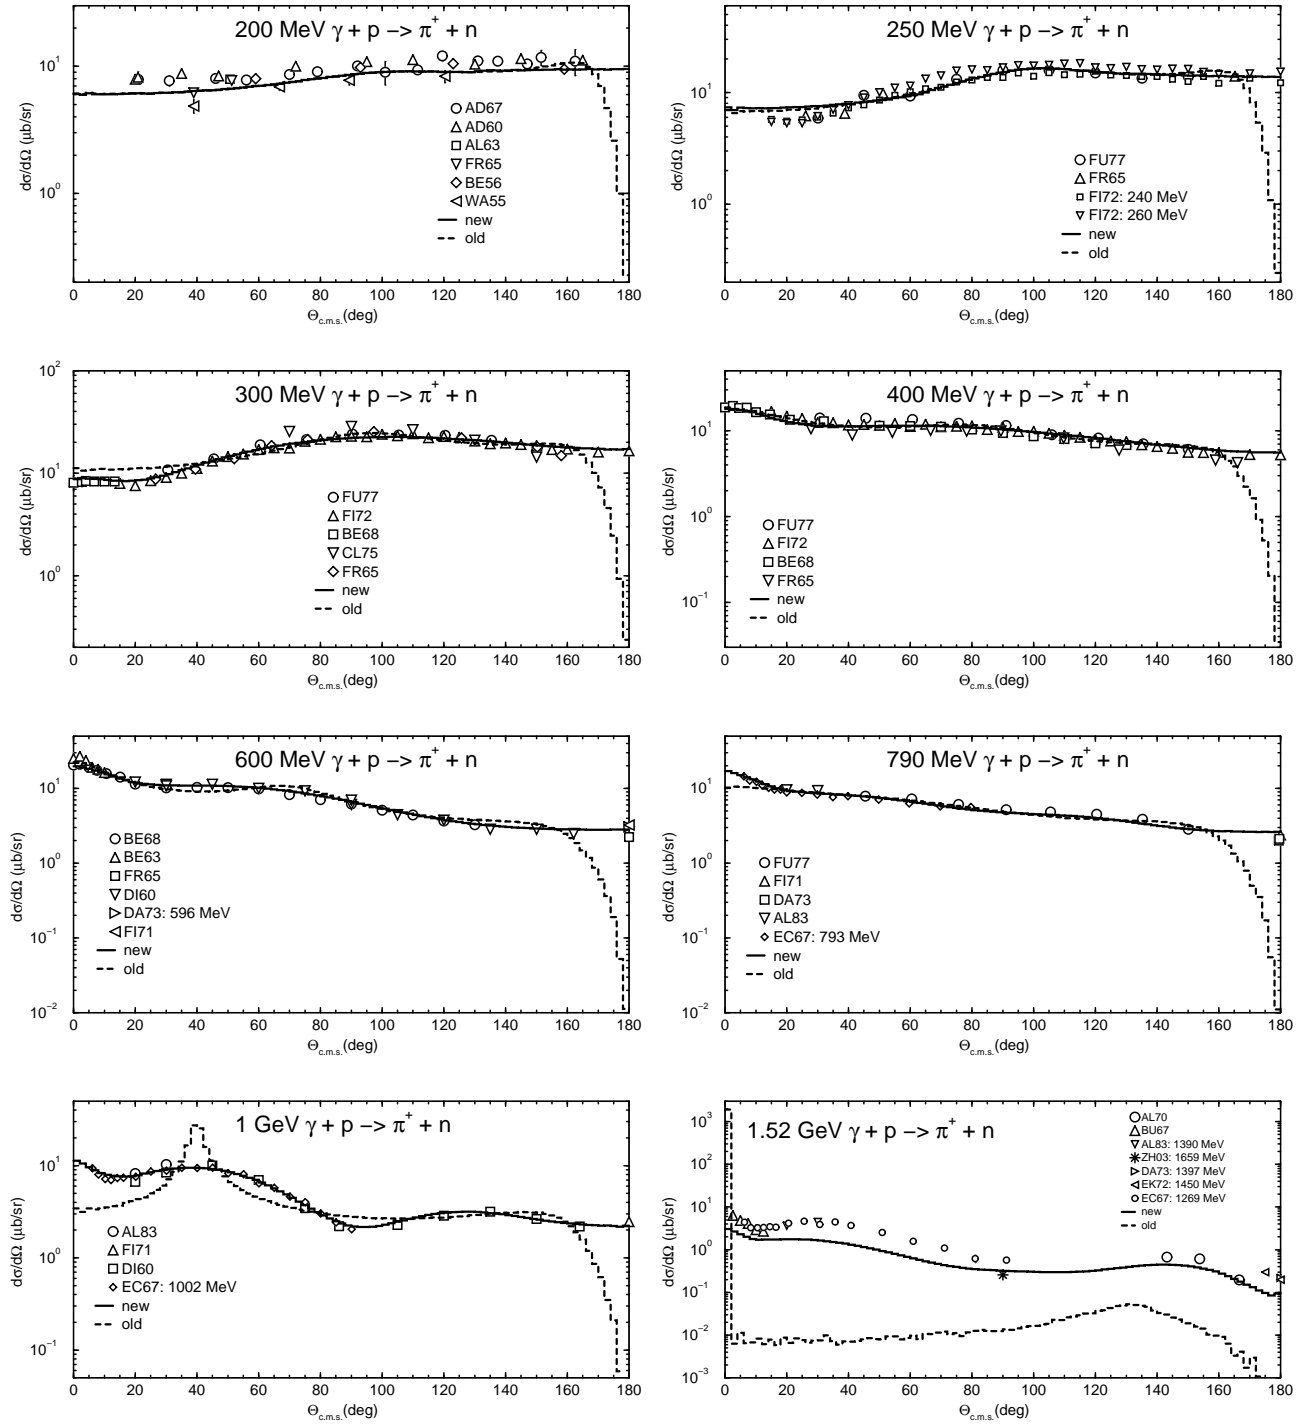 200 MeV γ + p −> π⁺ + n
dσ/dΩ (μb/sr)
10¹
10⁰
AD67
AD60
AL63
FR65
BE56
WA55
new
old
0 20 40 60 80 100 120 140 160 180
Θc.m.s.(deg)
250 MeV γ + p −> π⁺ + n
dσ/dΩ (μb/sr)
10¹
10⁰
FU77
FR65
FI72: 240 MeV
FI72: 260 MeV
new
old
0 20 40 60 80 100 120 140 160 180
Θc.m.s.(deg)
300 MeV γ + p −> π⁺ + n
dσ/dΩ (μb/sr)
10²
10¹
10⁰
FU77
FI72
BE68
CL75
FR65
new
old
0 20 40 60 80 100 120 140 160 180
Θc.m.s.(deg)
400 MeV γ + p −> π⁺ + n
dσ/dΩ (μb/sr)
10¹
10⁰
10⁻¹
FU77
FI72
BE68
FR65
new
old
0 20 40 60 80 100 120 140 160 180
Θc.m.s.(deg)
600 MeV γ + p −> π⁺ + n
dσ/dΩ (μb/sr)
10¹
10⁰
10⁻¹
10⁻²
BE68
BE63
FR65
DI60
DA73: 596 MeV
FI71
new
old
0 20 40 60 80 100 120 140 160 180
Θc.m.s.(deg)
790 MeV γ + p −> π⁺ + n
dσ/dΩ (μb/sr)
10¹
10⁰
10⁻¹
10⁻²
FU77
FI71
DA73
AL83
EC67: 793 MeV
new
old
0 20 40 60 80 100 120 140 160 180
Θc.m.s.(deg)
1 GeV γ + p −> π⁺ + n
dσ/dΩ (μb/sr)
10¹
10⁰
10⁻¹
AL83
FI71
DI60
EC67: 1002 MeV
new
old
0 20 40 60 80 100 120 140 160 180
Θc.m.s.(deg)
1.52 GeV γ + p −> π⁺ + n
dσ/dΩ (μb/sr)
10³
10²
10¹
10⁰
10⁻¹
10⁻²
10⁻³
AL70
BU67
AL83: 1390 MeV
ZH03: 1659 MeV
DA73: 1397 MeV
EK72: 1450 MeV
EC67: 1269 MeV
new
old
0 20 40 60 80 100 120 140 160 180
Θc.m.s.(deg)